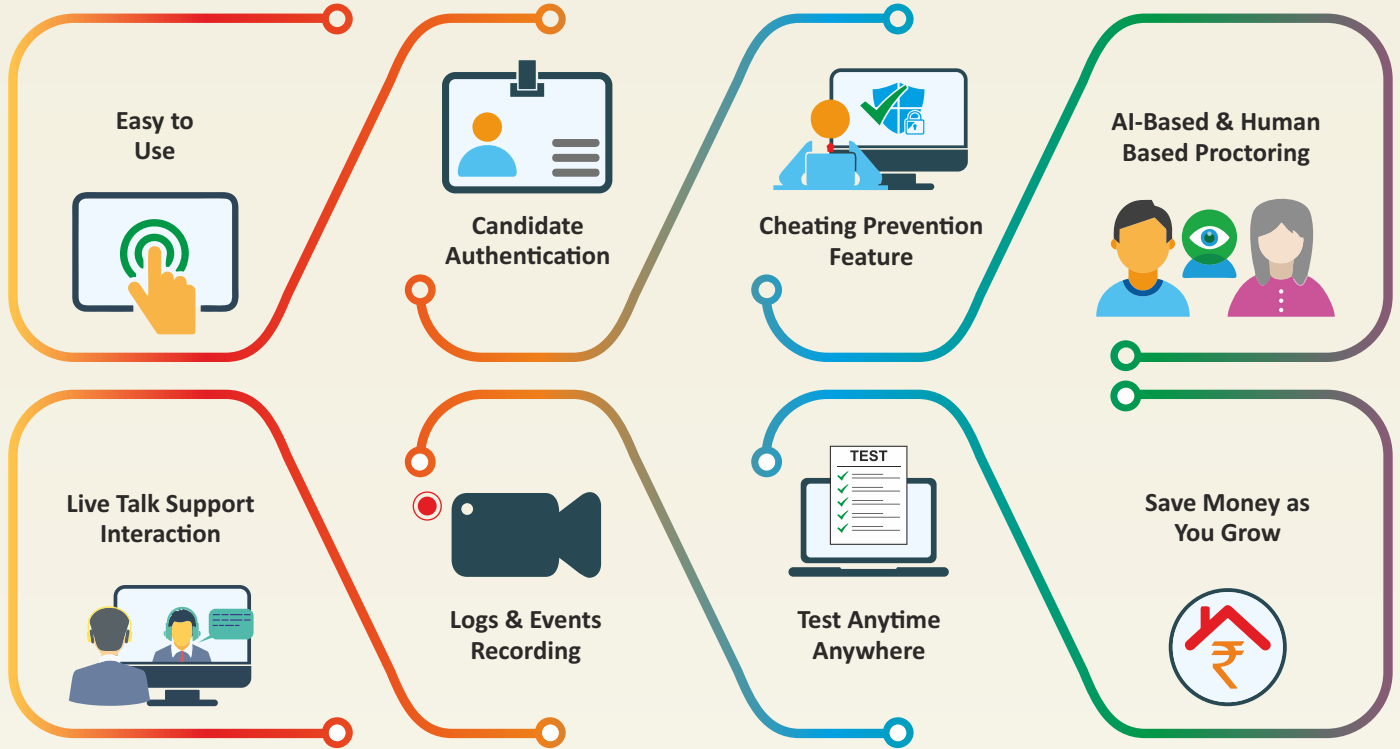 Easy to
Use
Candidate
Authentication
Cheating Prevention
Feature
AI-Based & Human
Based Proctoring
Live Talk Support
Interaction
Logs & Events
Recording
TEST
Test Anytime
Anywhere
Save Money as
You Grow
₹